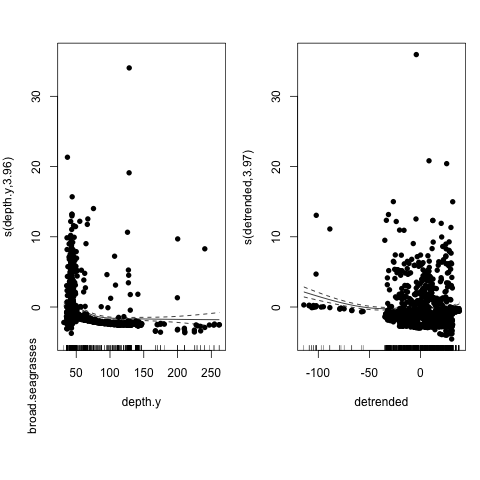 s(depth.y,3.96)
0 10 20 30
50 100 150 200 250
depth.y
broad.seagrasses
s(detrended,3.97)
0 10 20 30
-100 -50 0
detrended